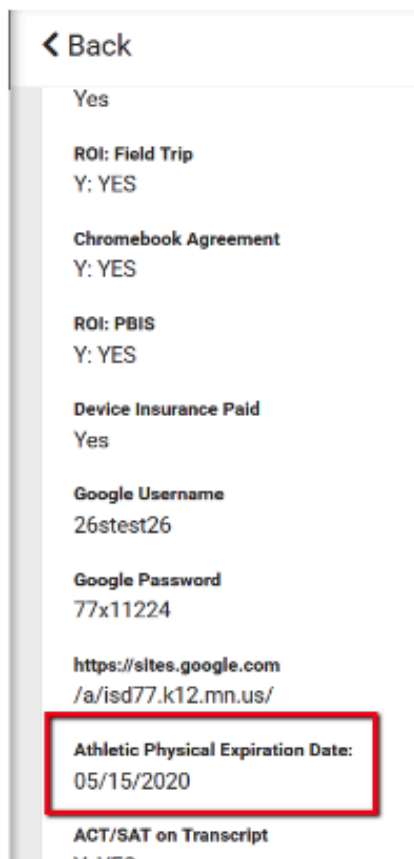 Back
Yes
ROI: Field Trip
Y: YES
Chromebook Agreement
Y: YES
ROI: PBIS
Y: YES
Device Insurance Paid
Yes
Google Username
26stest26
Google Password
77x11224
https://sites.google.com
/a/isd77.k12.mn.us/
Athletic Physical Expiration Date:
05/15/2020
ACT/SAT on Transcript